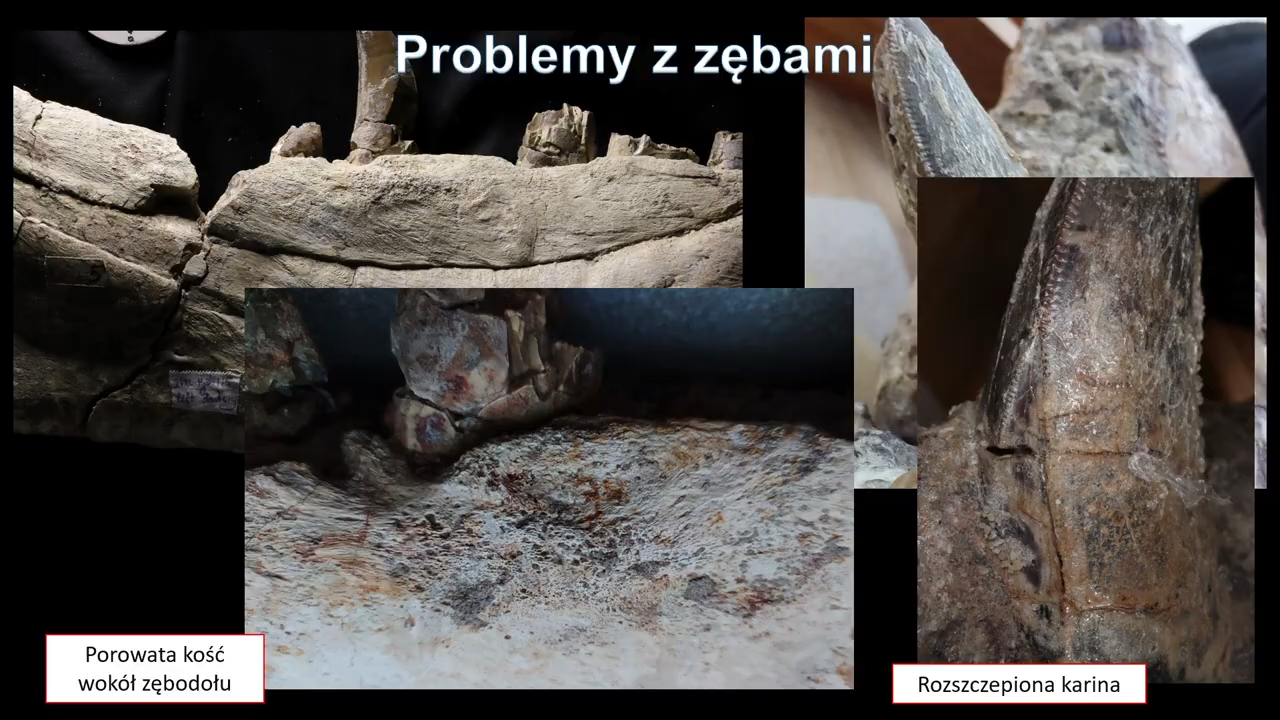 Problemy z zębami
Porowata kość
wokół zębodołu
Rozszczepiona karina